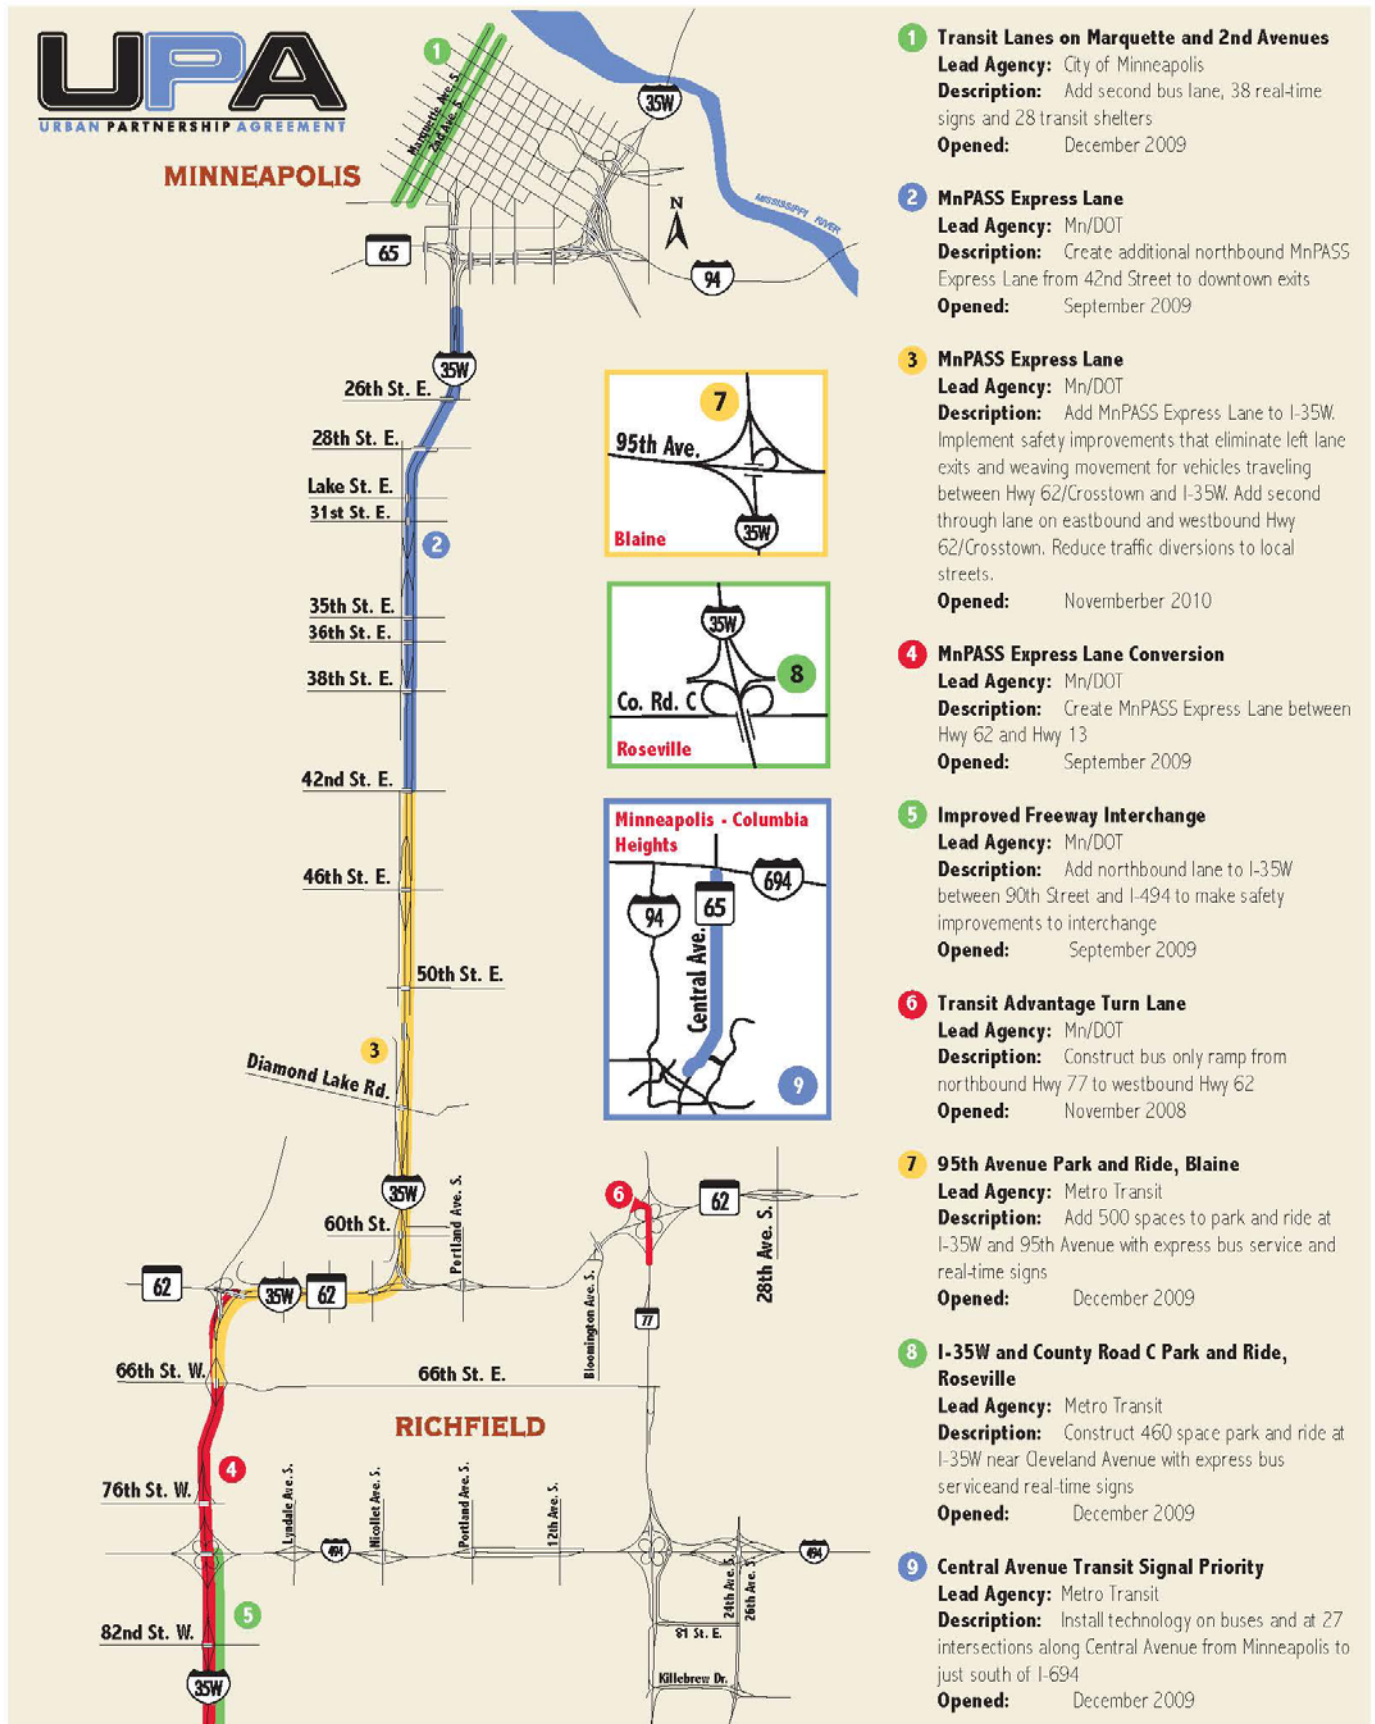 UPA
URBAN PARTNERSHIP AGREEMENT
MINNEAPOLIS
1
Marquette Ave. S.
2nd Ave. S.
35W
N
MISSISSIPPI RIVER
65
94
35W
26th St. E.
28th St. E.
Lake St. E.
31st St. E.
2
35th St. E.
36th St. E.
38th St. E.
42nd St. E.
46th St. E.
50th St. E.
3
Diamond Lake Rd.
35W
60th St.
Portland Ave. S.
62
35W
62
6
62
28th Ave. S.
Bloomington Ave. S.
77
66th St. W.
66th St. E.
RICHFIELD
4
76th St. W.
Lyndale Ave. S.
494
Nicollet Ave. S.
Portland Ave. S.
12th Ave. S.
494
24th Ave. S.
26th Ave. S.
5
82nd St. W.
81 St. E.
Killebrew Dr.
35W
7
95th Ave.
35W
Blaine
35W
8
Co. Rd. C
Roseville
Minneapolis - Columbia
Heights
694
94
65
Central Ave.
9
1 Transit Lanes on Marquette and 2nd Avenues
Lead Agency: City of Minneapolis
Description: Add second bus lane, 38 real-time
signs and 28 transit shelters
Opened: December 2009
2 MnPASS Express Lane
Lead Agency: Mn/DOT
Description: Create additional northbound MnPASS
Express Lane from 42nd Street to downtown exits
Opened: September 2009
3 MnPASS Express Lane
Lead Agency: Mn/DOT
Description: Add MnPASS Express Lane to I-35W.
Implement safety improvements that eliminate left lane
exits and weaving movement for vehicles traveling
between Hwy 62/Crosstown and I-35W. Add second
through lane on eastbound and westbound Hwy
62/Crosstown. Reduce traffic diversions to local
streets.
Opened: Novemberber 2010
4 MnPASS Express Lane Conversion
Lead Agency: Mn/DOT
Description: Create MnPASS Express Lane between
Hwy 62 and Hwy 13
Opened: September 2009
5 Improved Freeway Interchange
Lead Agency: Mn/DOT
Description: Add northbound lane to I-35W
between 90th Street and I-494 to make safety
improvements to interchange
Opened: September 2009
6 Transit Advantage Turn Lane
Lead Agency: Mn/DOT
Description: Construct bus only ramp from
northbound Hwy 77 to westbound Hwy 62
Opened: November 2008
7 95th Avenue Park and Ride, Blaine
Lead Agency: Metro Transit
Description: Add 500 spaces to park and ride at
I-35W and 95th Avenue with express bus service and
real-time signs
Opened: December 2009
8 I-35W and County Road C Park and Ride,
Roseville
Lead Agency: Metro Transit
Description: Construct 460 space park and ride at
I-35W near Cleveland Avenue with express bus
serviceand real-time signs
Opened: December 2009
9 Central Avenue Transit Signal Priority
Lead Agency: Metro Transit
Description: Install technology on buses and at 27
intersections along Central Avenue from Minneapolis to
just south of I-694
Opened: December 2009